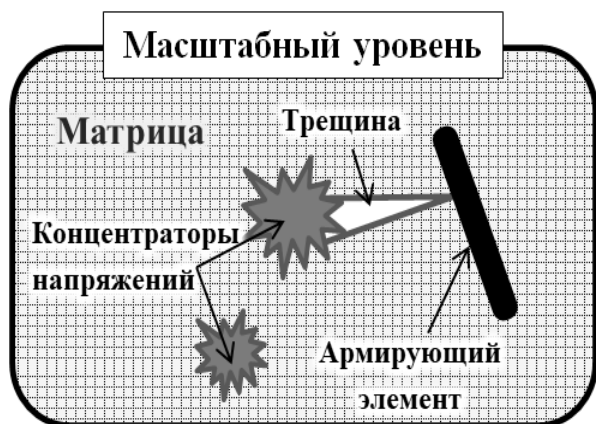 Масштабный уровень
Матрица
Трещина
Концентраторы
напряжений
Армирующий
элемент